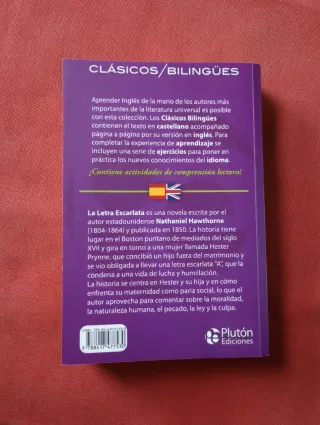 CLÁSICOS/BILINGÜES
Aprender Inglés de la mano de los autores más
importantes de la literatura universal es posible
con esta colección. Los Clásicos Bilingües
contienen el texto en castellano acompañado
página a página por su versión en inglés. Para
completar la experiencia de aprendizaje se
incluyen una serie de ejercicios para poner en
práctica los nuevos conocimientos del idioma.
¡Contiene actividades de comprensión lectora!
La Letra Escarlata es una novela escrita por el
autor estadounidense Nathaniel Hawthorne
(1804-1864) y publicada en 1850. La historia tiene
lugar en el Boston puritano de mediados del siglo
XVII y gira en torno a una mujer llamada Hester
Prynne, que concibió un hijo fuera del matrimonio y
se vio obligada a llevar una letra escarlata "A", que
la condena a una vida de lucha y humillación.
La historia se centra en Hester y su hija y en cómo
enfrenta su maternidad como paria social, lo que el
autor aprovecha para comentar sobre la moralidad,
la naturaleza humana, el pecado, la ley y la culpa.
Plutón
Ediciones